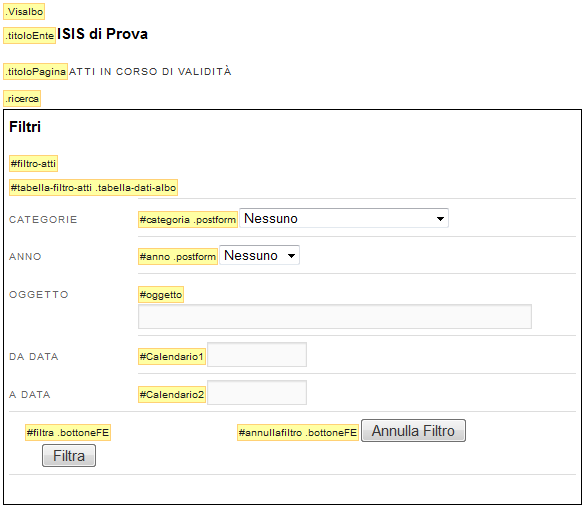 .Visalbo
.titoloEnte ISIS di Prova
.titoloPagina ATTI IN CORSO DI VALIDITÀ
.ricerca
Filtri
#filtro-atti
#tabella-filtro-atti .tabella-dati-albo
CATEGORIE #categoria .postform Nessuno
ANNO #anno .postform Nessuno
OGGETTO #oggetto
DA DATA #Calendario1
A DATA #Calendario2
#filtra .bottoneFE #annullafiltro .bottoneFE Annulla Filtro
Filtra